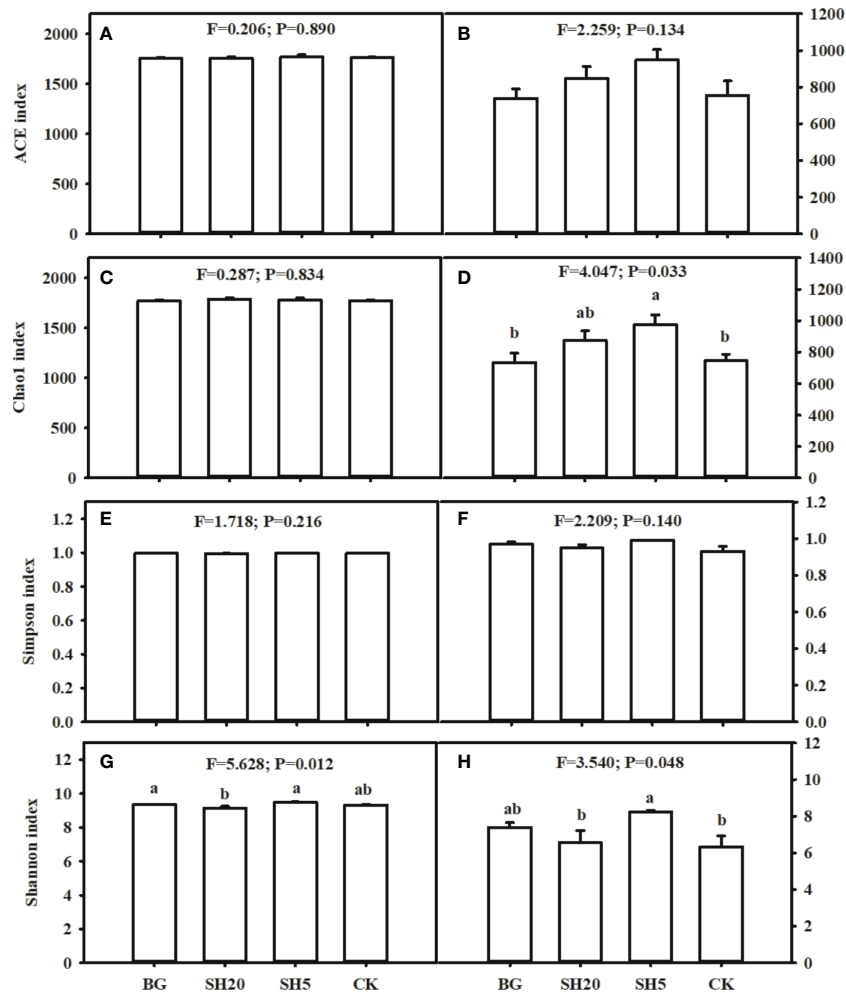 A
F=0.206; P=0.890
ACE index
2000
1500
1000
500
0
B
F=2.259; P=0.134
1200
1000
800
600
400
200
0
C
F=0.287; P=0.834
Chao1 index
2000
1500
1000
500
0
D
F=4.047; P=0.033
b
ab
a
b
1400
1200
1000
800
600
400
200
0
E
F=1.718; P=0.216
Simpson index
1.2
1.0
0.8
0.6
0.4
0.2
0.0
F
F=2.209; P=0.140
1.2
1.0
0.8
0.6
0.4
0.2
0.0
G
F=5.628; P=0.012
Shannon index
a
b
a
ab
12
10
8
6
4
2
0
H
F=3.540; P=0.048
ab
b
a
b
12
10
8
6
4
2
0
BG SH20 SH5 CK
BG SH20 SH5 CK